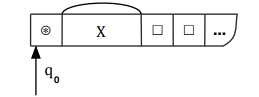 ⊛ X □ □ ...
q₀